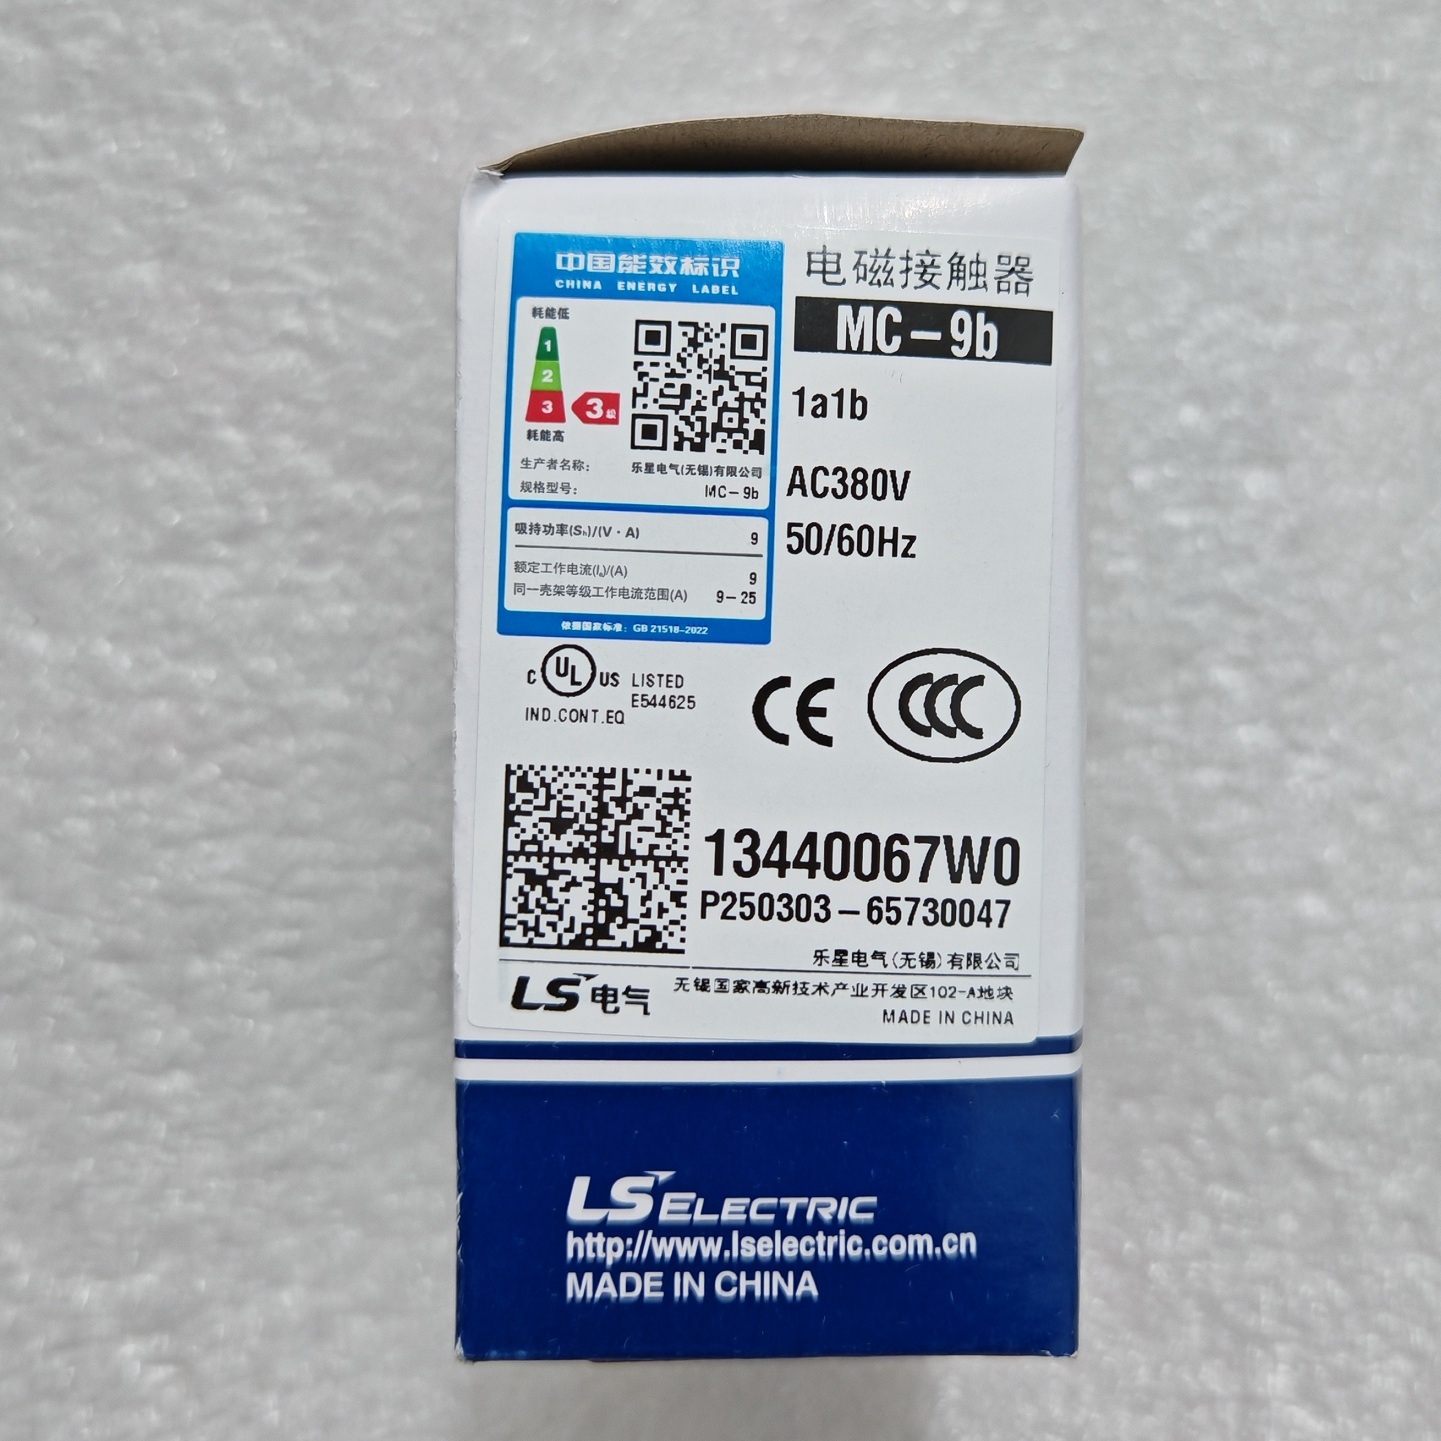 中国能效标识
CHINA ENERGY LABEL
耗能低
1
2
3
3级
耗能高
生产者名称:
乐星电气(无锡)有限公司
规格型号:
MC-9b
吸持功率(Sh)/(V·A) 9
额定工作电流(Ie)/(A) 9
同一壳架等级工作电流范围(A) 9-25
依据国家标准: GB 21518-2022
电磁接触器
MC-9b
1a1b
AC380V
50/60Hz
C UL US LISTED
E544625
IND.CONT.EQ
CE CCC
13440067W0
P250303-65730047
乐星电气(无锡)有限公司
LS电气
无锡国家高新技术产业开发区102-A地块
MADE IN CHINA
LS ELECTRIC
http://www.lselectric.com.cn
MADE IN CHINA